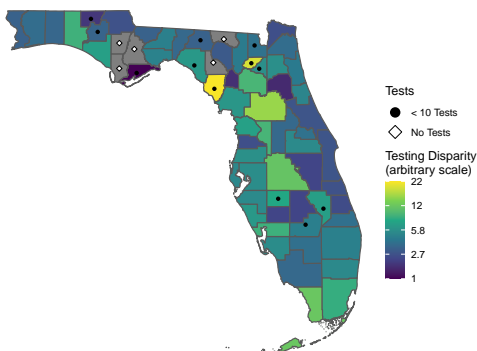 Tests
< 10 Tests
No Tests
Testing Disparity
(arbitrary scale)
22
12
5.8
2.7
1